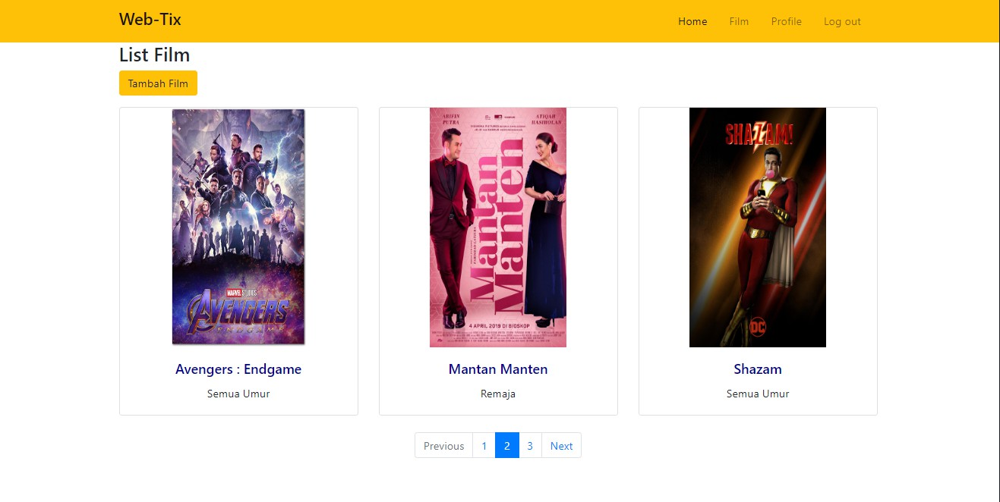 Web-Tix
Home Film Profile Log out
List Film
Tambah Film
MARVEL STUDIOS
AVENGERS
ENDGAME
Avengers : Endgame
Semua Umur
ARIFIN
PUTRA
ATIQAH
HASIHOLAN
Mantan
Manten
4 APRIL 2019 DI BIOSKOP
Mantan Manten
Remaja
SHAZAM!
DC
Shazam
Semua Umur
Previous 1 2 3 Next